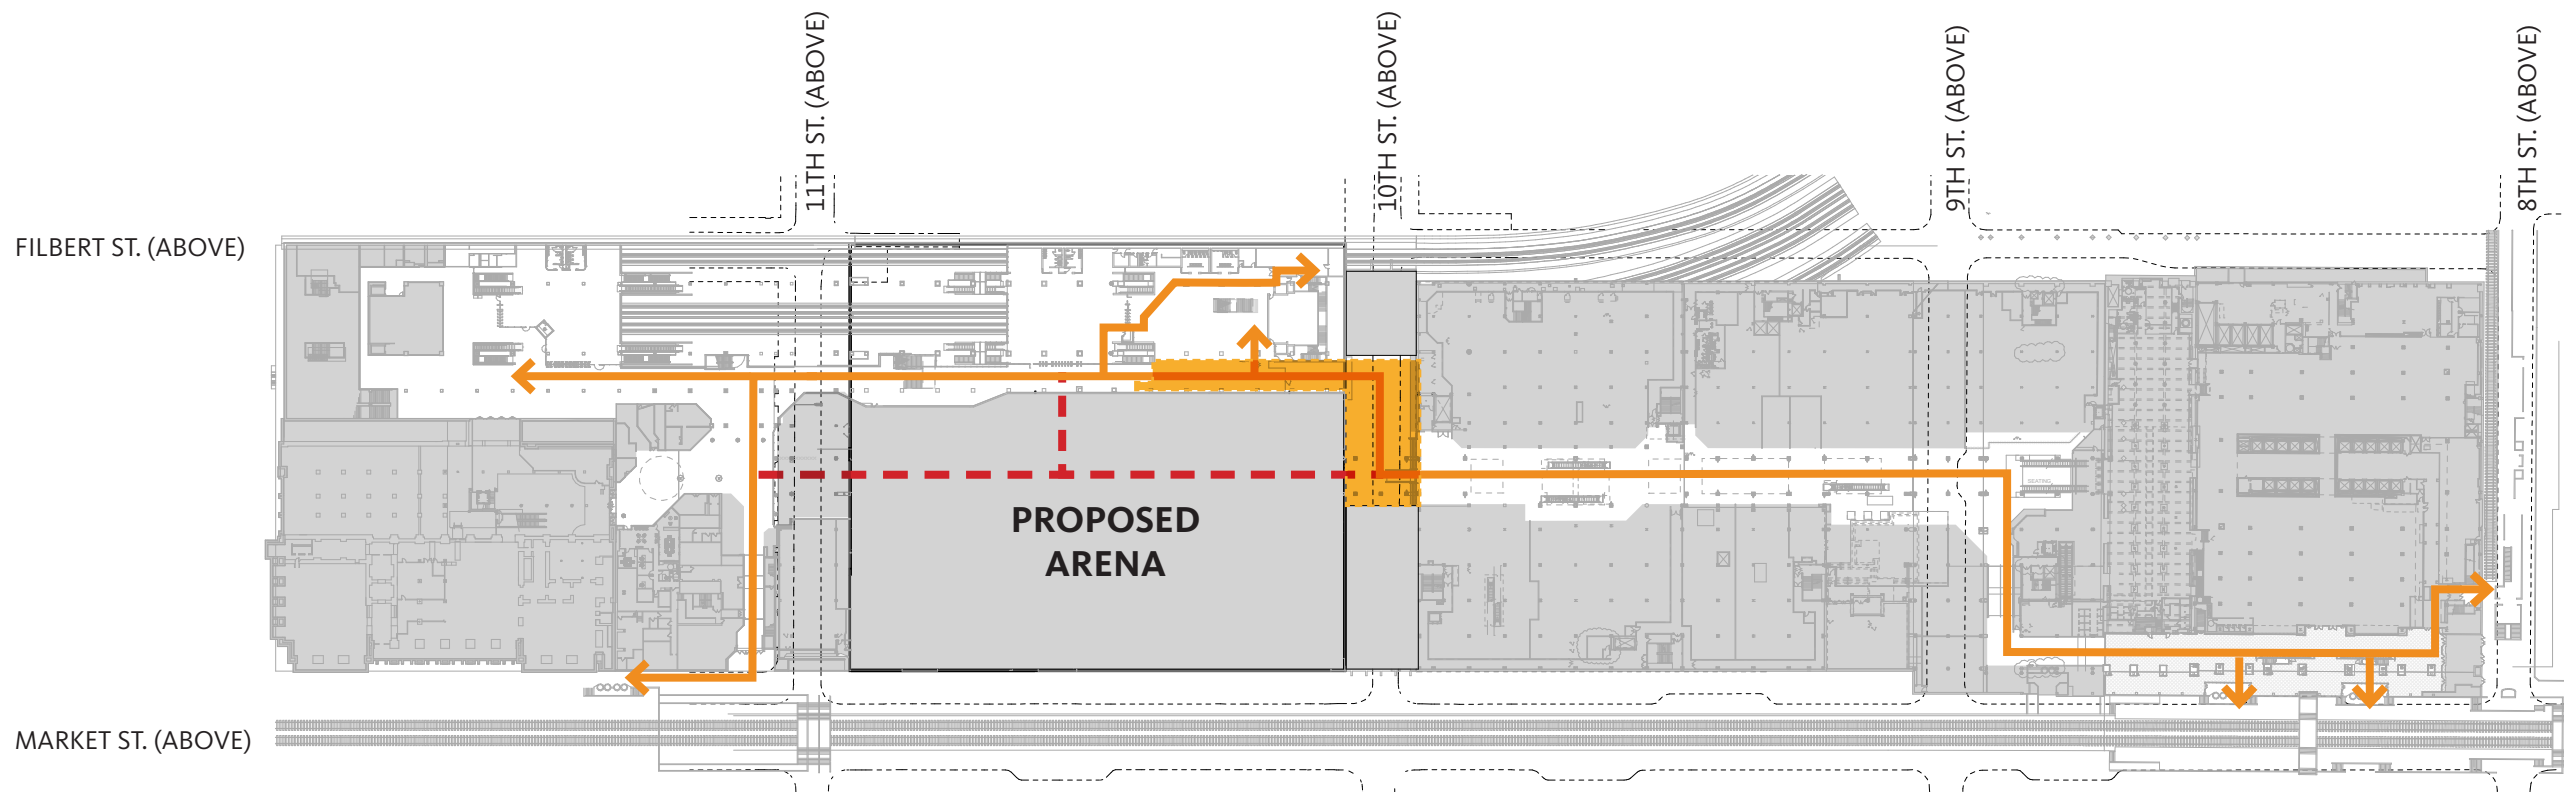 11TH ST. (ABOVE)
10TH ST. (ABOVE)
9TH ST. (ABOVE)
8TH ST. (ABOVE)
FILBERT ST. (ABOVE)
SEATING
PROPOSED
ARENA
MARKET ST. (ABOVE)